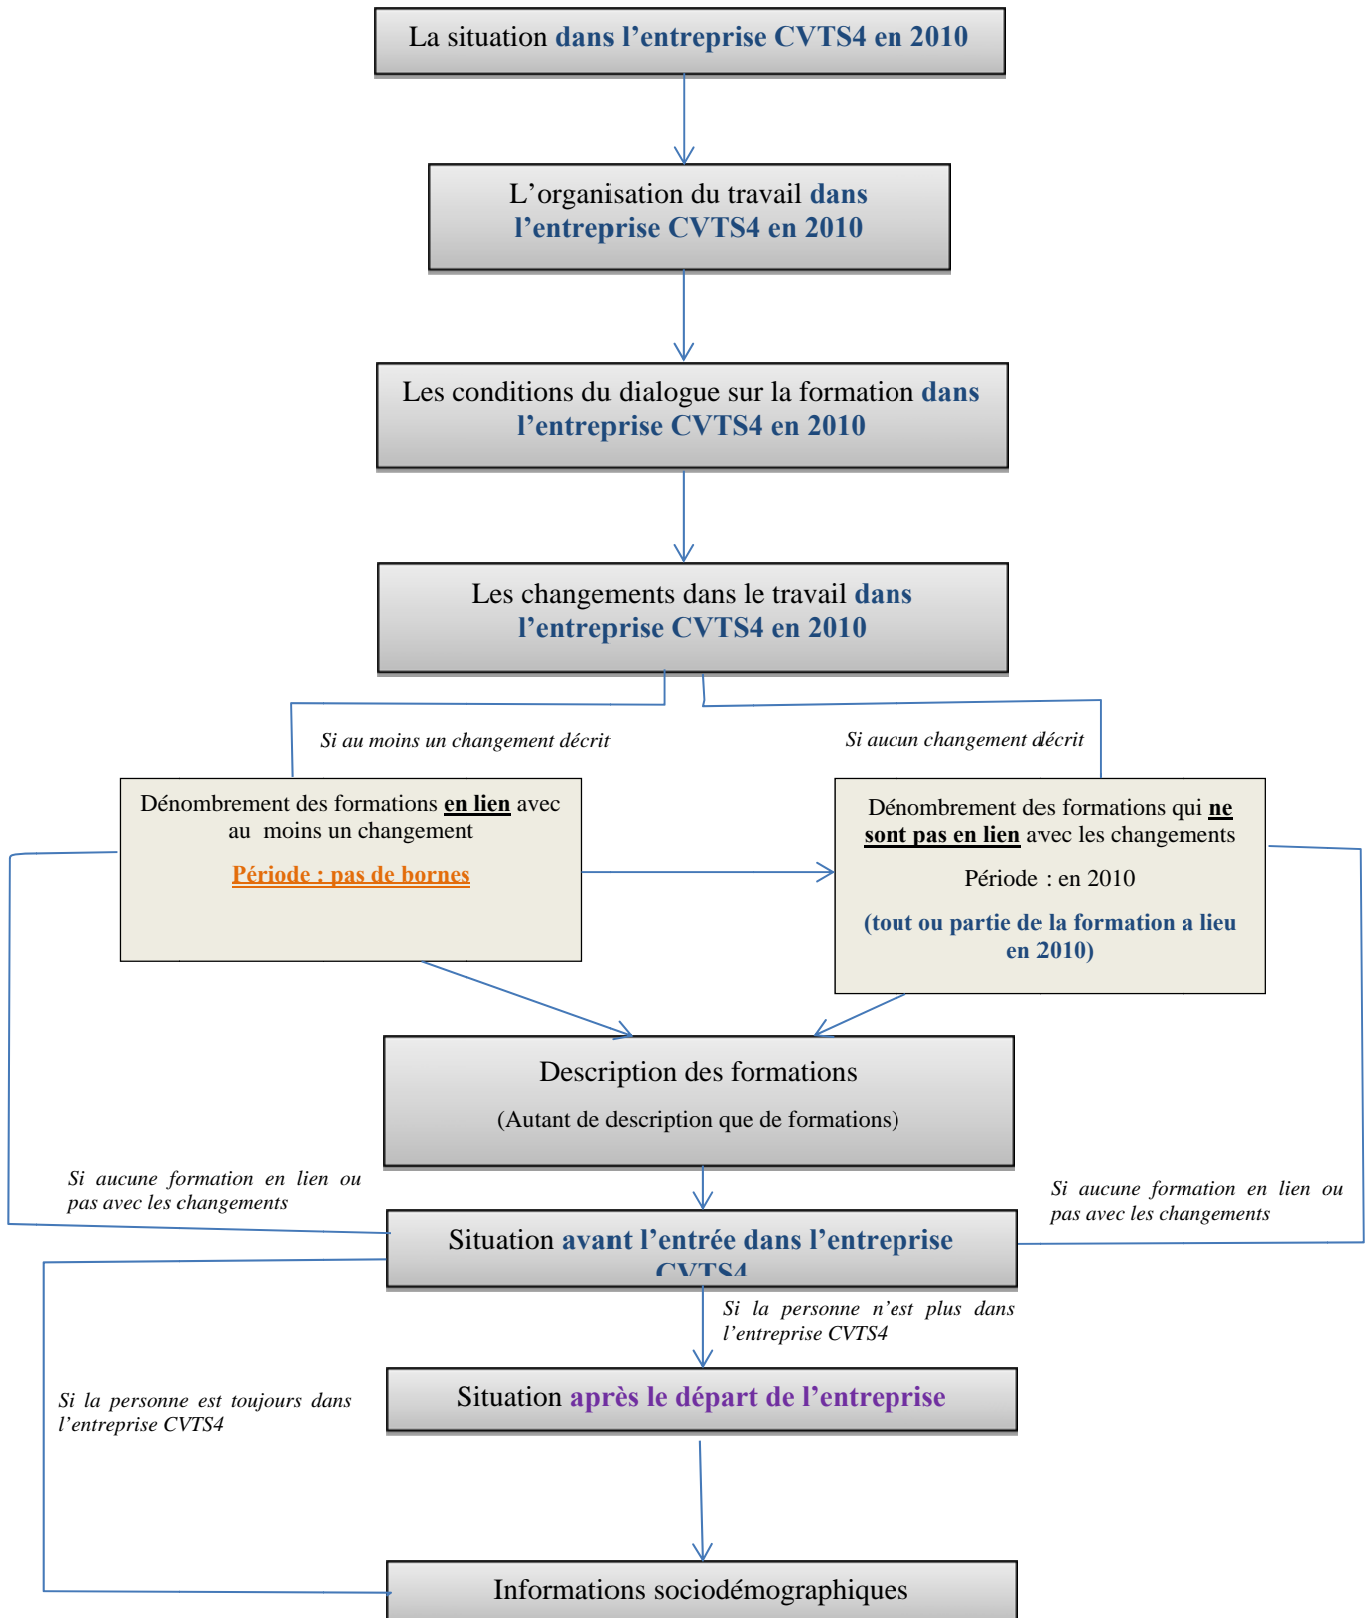 La situation dans l’entreprise CVTS4 en 2010
L’organisation du travail dans
l’entreprise CVTS4 en 2010
Les conditions du dialogue sur la formation dans
l’entreprise CVTS4 en 2010
Les changements dans le travail dans
l’entreprise CVTS4 en 2010
Si au moins un changement décrit
Si aucun changement décrit
Dénombrement des formations en lien avec
au moins un changement
Période : pas de bornes
Dénombrement des formations qui ne
sont pas en lien avec les changements
Période : en 2010
(tout ou partie de la formation a lieu
en 2010)
Description des formations
(Autant de description que de formations)
Si aucune formation en lien ou
pas avec les changements
Si aucune formation en lien ou
pas avec les changements
Situation avant l’entrée dans l’entreprise
CVTS4
Si la personne n’est plus dans
l’entreprise CVTS4
Situation après le départ de l’entreprise
Si la personne est toujours dans
l’entreprise CVTS4
Informations sociodémographiques